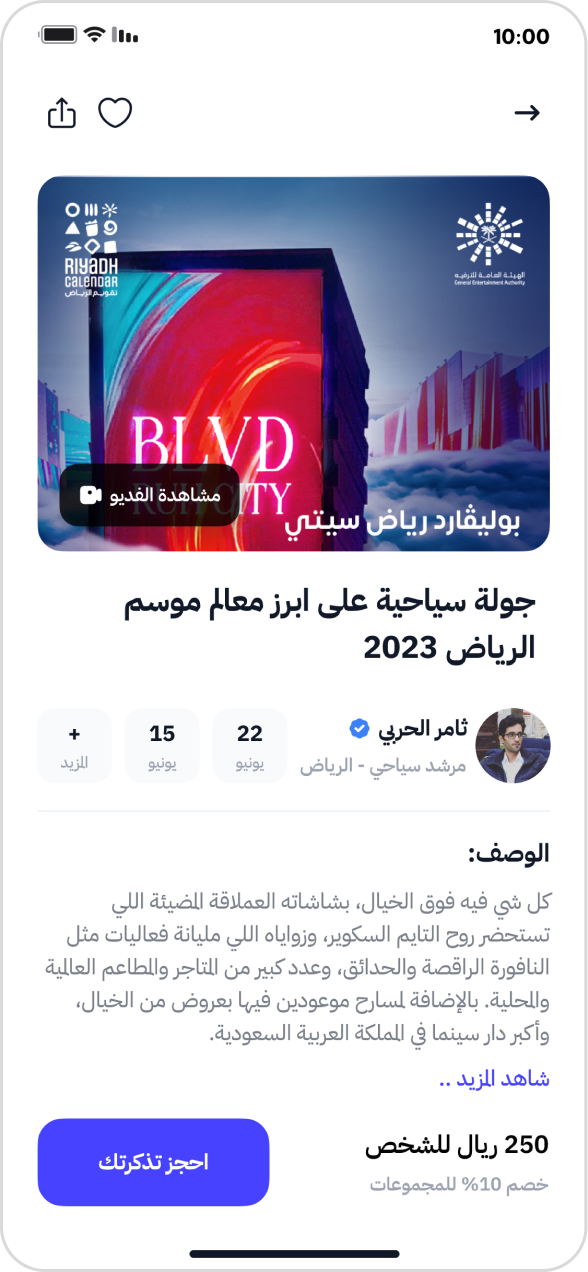 10:00
RIYADH
CALENDAR
تقويم الرياض
الهيئة العامة للترفيه
General Entertainment Authority
BLVD
RUH CITY
مشاهدة الفديو
بوليڤارد رياض سيتي
جولة سياحية على ابرز معالم موسم
الرياض 2023
ثامر الحربي
مرشد سياحي - الرياض
22
يونيو
15
يونيو
+
المزيد
الوصف:
كل شي فيه فوق الخيال، بشاشاته العملاقة المضيئة اللي
تستحضر روح التايم السكوير، وزواياه اللي مليانة فعاليات مثل
النافورة الراقصة والحدائق، وعدد كبير من المتاجر والمطاعم العالمية
والمحلية. بالإضافة لمسارح موعودين فيها بعروض من الخيال،
وأكبر دار سينما في المملكة العربية السعودية.
شاهد المزيد ..
250 ريال للشخص
خصم 10% للمجموعات
احجز تذكرتك